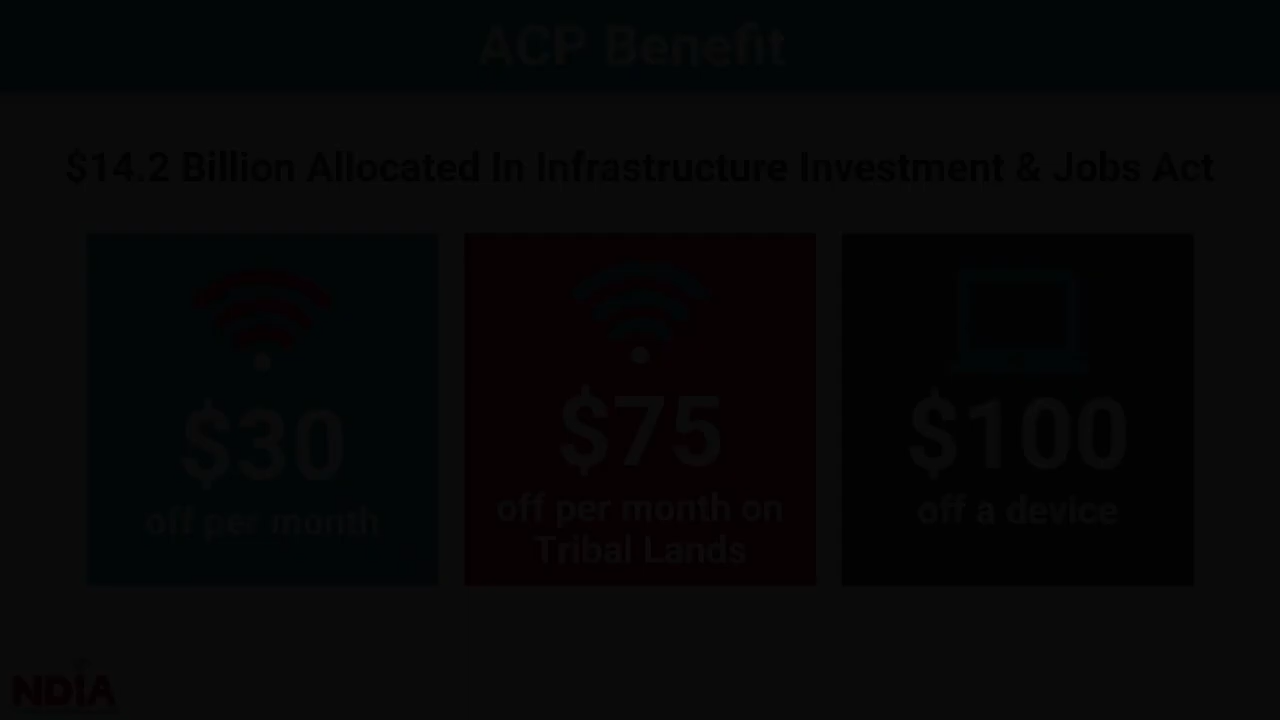 ACP Benefit
$14.2 Billion Allocated In Infrastructure Investment & Jobs Act
$30
off per month
$75
off per month on
Tribal Lands
$100
off a device
NDIA